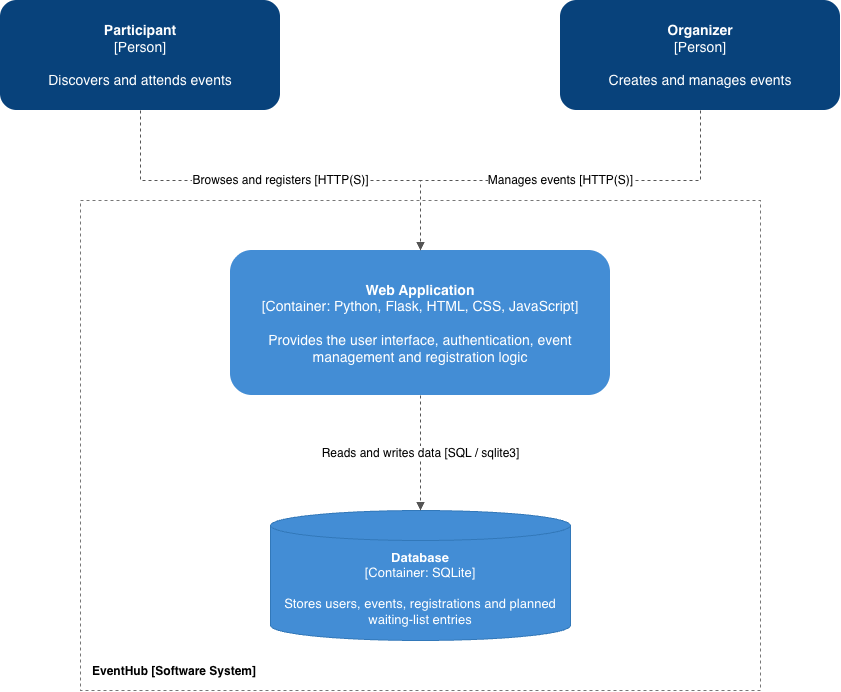 Participant
[Person]
Discovers and attends events
Organizer
[Person]
Creates and manages events
Browses and registers [HTTP(S)]
Manages events [HTTP(S)]
Web Application
[Container: Python, Flask, HTML, CSS, JavaScript]
Provides the user interface, authentication, event
management and registration logic
Reads and writes data [SQL / sqlite3]
Database
[Container: SQLite]
Stores users, events, registrations and planned
waiting-list entries
EventHub [Software System]